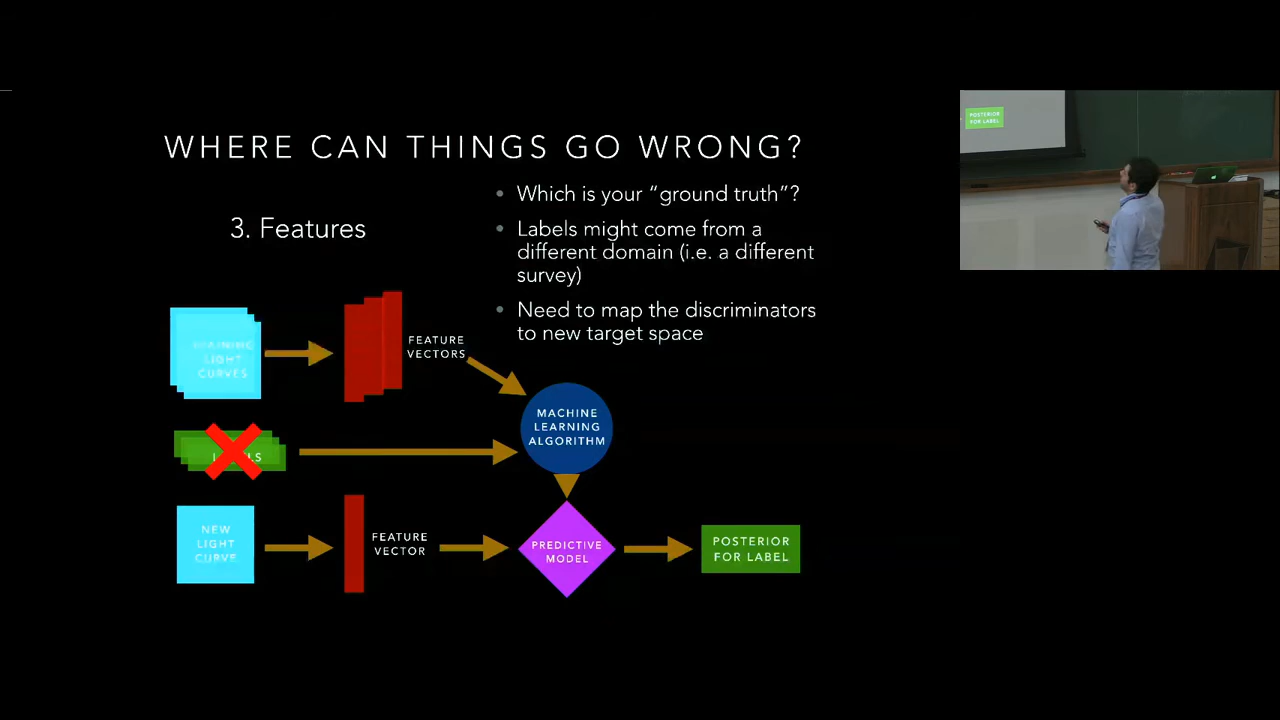 WHERE CAN THINGS GO WRONG?
• Which is your “ground truth”?
3. Features
• Labels might come from a
different domain (i.e. a different
survey)
• Need to map the discriminators
to new target space
TRAINING
LIGHT
CURVES
FEATURE
VECTORS
MACHINE
LEARNING
ALGORITHM
NEW
LIGHT
CURVE
FEATURE
VECTOR
PREDICTIVE
MODEL
POSTERIOR
FOR LABEL
POSTERIOR
FOR LABEL